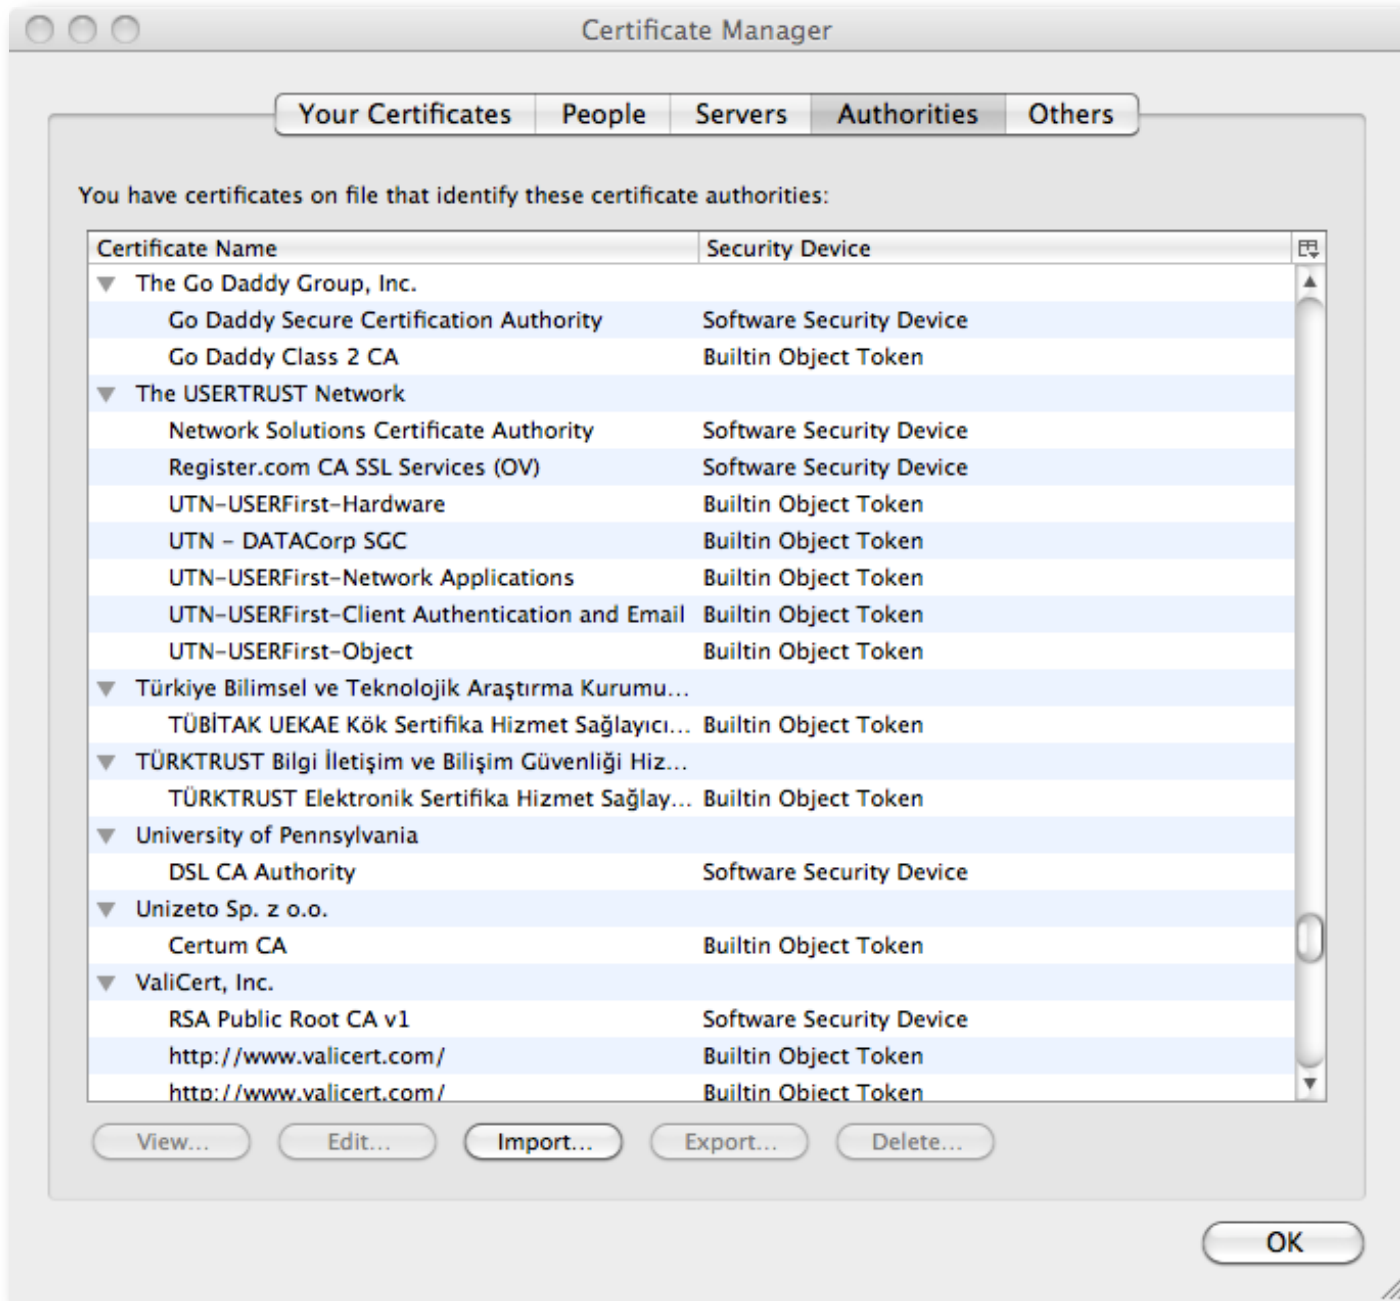 Certificate Manager
Your Certificates People Servers Authorities Others
You have certificates on file that identify these certificate authorities:
Certificate Name Security Device
The Go Daddy Group, Inc.
Go Daddy Secure Certification Authority Software Security Device
Go Daddy Class 2 CA Builtin Object Token
The USERTRUST Network
Network Solutions Certificate Authority Software Security Device
Register.com CA SSL Services (OV) Software Security Device
UTN-USERFirst-Hardware Builtin Object Token
UTN - DATACorp SGC Builtin Object Token
UTN-USERFirst-Network Applications Builtin Object Token
UTN-USERFirst-Client Authentication and Email Builtin Object Token
UTN-USERFirst-Object Builtin Object Token
Türkiye Bilimsel ve Teknolojik Araştırma Kurumu...
TÜBİTAK UEKAE Kök Sertifika Hizmet Sağlayıcı... Builtin Object Token
TÜRKTRUST Bilgi İletişim ve Bilişim Güvenliği Hiz...
TÜRKTRUST Elektronik Sertifika Hizmet Sağlay... Builtin Object Token
University of Pennsylvania
DSL CA Authority Software Security Device
Unizeto Sp. z o.o.
Certum CA Builtin Object Token
ValiCert, Inc.
RSA Public Root CA v1 Software Security Device
http://www.valicert.com/ Builtin Object Token
http://www.valicert.com/ Builtin Object Token
View... Edit... Import... Export... Delete...
OK